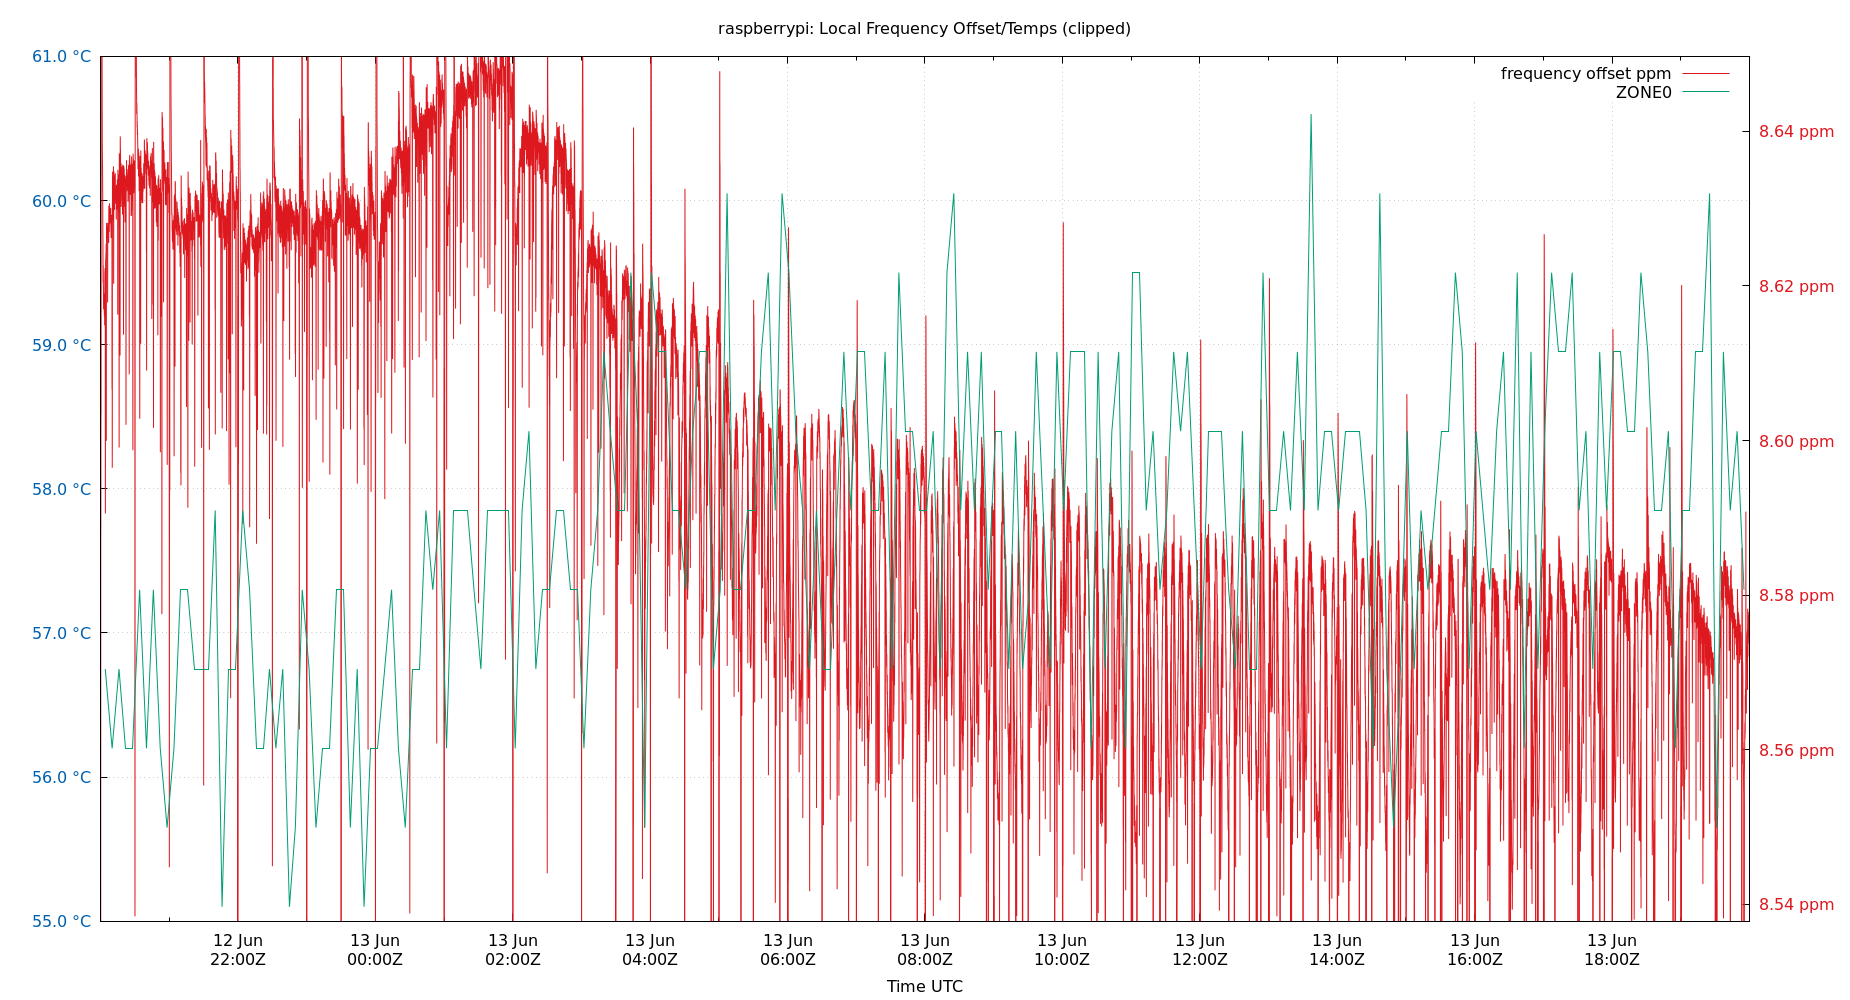 raspberrypi: Local Frequency Offset/Temps (clipped)
frequency offset ppm
ZONE0
61.0 °C
60.0 °C
59.0 °C
58.0 °C
57.0 °C
56.0 °C
55.0 °C
8.64 ppm
8.62 ppm
8.60 ppm
8.58 ppm
8.56 ppm
8.54 ppm
12 Jun
22:00Z
13 Jun
00:00Z
13 Jun
02:00Z
13 Jun
04:00Z
13 Jun
06:00Z
13 Jun
08:00Z
13 Jun
10:00Z
13 Jun
12:00Z
13 Jun
14:00Z
13 Jun
16:00Z
13 Jun
18:00Z
Time UTC